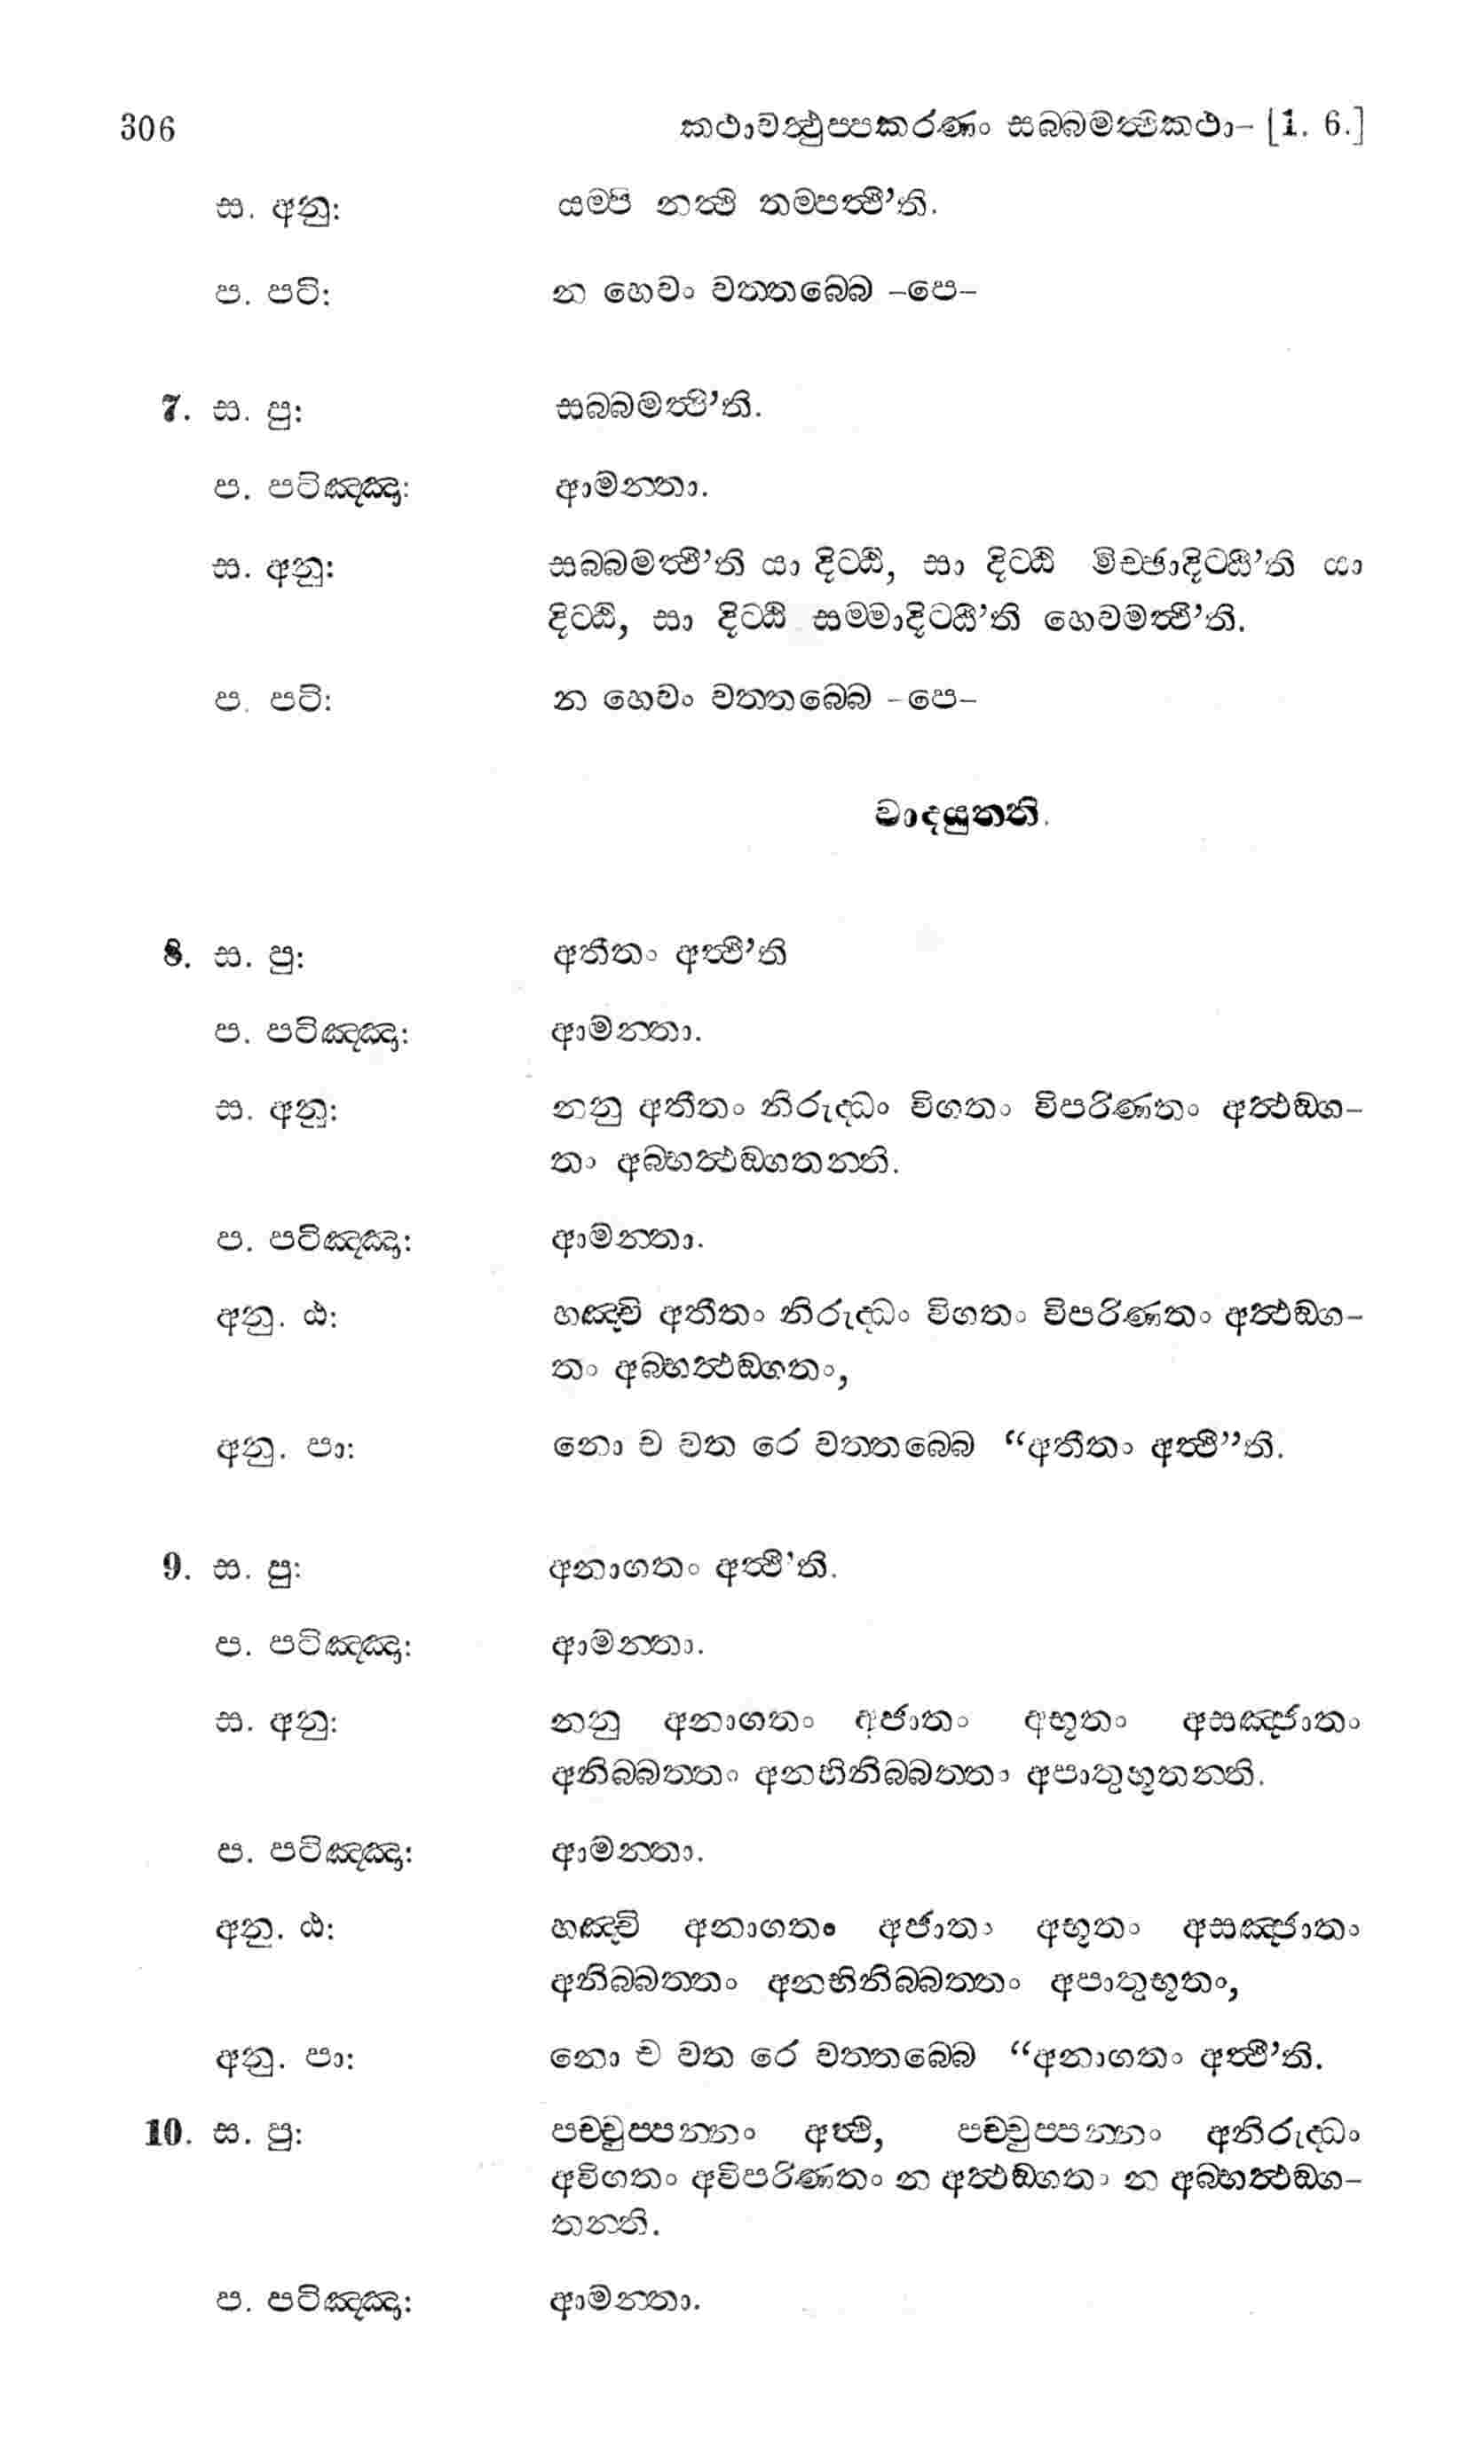 306 කථාවත්ථුප්පකරණං සබ්බමත්ථිකථා– [1. 6.]
ස. අනු: යම්පි නත්ථි තම්පත්ථී’ති.
ප. පටි: න හෙවං වත්තබ්බෙ –පෙ–
7. ස. පු: සබ්බමත්ථි’ති.
ප. පටිඤ්ඤා: ආමන්තා.
ස. අනු: සබ්බමත්ථී’ති යා දිට්ඨි, සා දිට්ඨි මිච්ඡාදිට්ඨී’ති යා
දිට්ඨි, සා දිට්ඨි සම්මාදිට්ඨී’ති හෙවමත්ථී’ති.
ප. පටි: න හෙවං වත්තබ්බෙ –පෙ–
වාදයුත්ති.
8. ස. පු: අතීතං අත්ථී’ති
ප. පටිඤ්ඤා: ආමන්තා.
ස. අනු: නනු අතීතං නිරුද්ධං විගතං විපරිණතං අත්ථඞ්ග–
තං අබ්භත්ථඞ්ගතන්ති.
ප. පටිඤ්ඤා: ආමන්තා.
අනු. ඨ: හඤ්චි අතීතං නිරුද්ධං විගතං විපරිණතං අත්ථඞ්ග–
තං අබ්භත්ථඞ්ගතං,
අනු. පා: නො ච වත රෙ වත්තබ්බෙ “අතීතං අත්ථී”ති.
9. ස. පු: අනාගතං අත්ථී’ති.
ප. පටිඤ්ඤා: ආමන්තා.
ස. අනු: නනු අනාගතං අජාතං අභූතං අසඤ්ජාතං
අනිබ්බත්තං අනභිනිබ්බත්තං අපාතුභූතන්ති.
ප. පටිඤ්ඤා: ආමන්තා.
අනු. ඨ: හඤ්චි අනාගතං අජාතං අභූතං අසඤ්ජාතං
අනිබ්බත්තං අනභිනිබ්බත්තං අපාතුභූතං,
අනු. පා: නො ච වත රෙ වත්තබ්බෙ “අනාගතං අත්ථී’ති.
10. ස. පු: පච්චුප්පන්නං අත්ථි, පච්චුප්පන්නං අනිරුද්ධං
අවිගතං අවිපරිණතං න අත්ථඞ්ගතං න අබ්භත්ථඞ්ග–
තන්ති.
ප. පටිඤ්ඤා: ආමන්තා.